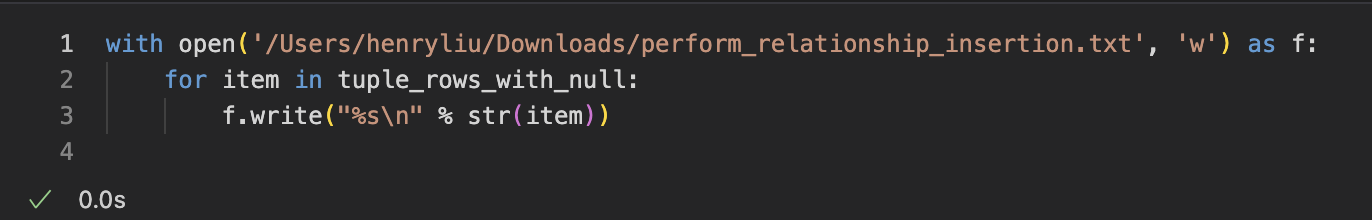 1 with open('/Users/henryliu/Downloads/perform_relationship_insertion.txt', 'w') as f:
2     for item in tuple_rows_with_null:
3         f.write("%s\n" % str(item))
4
✓ 0.0s